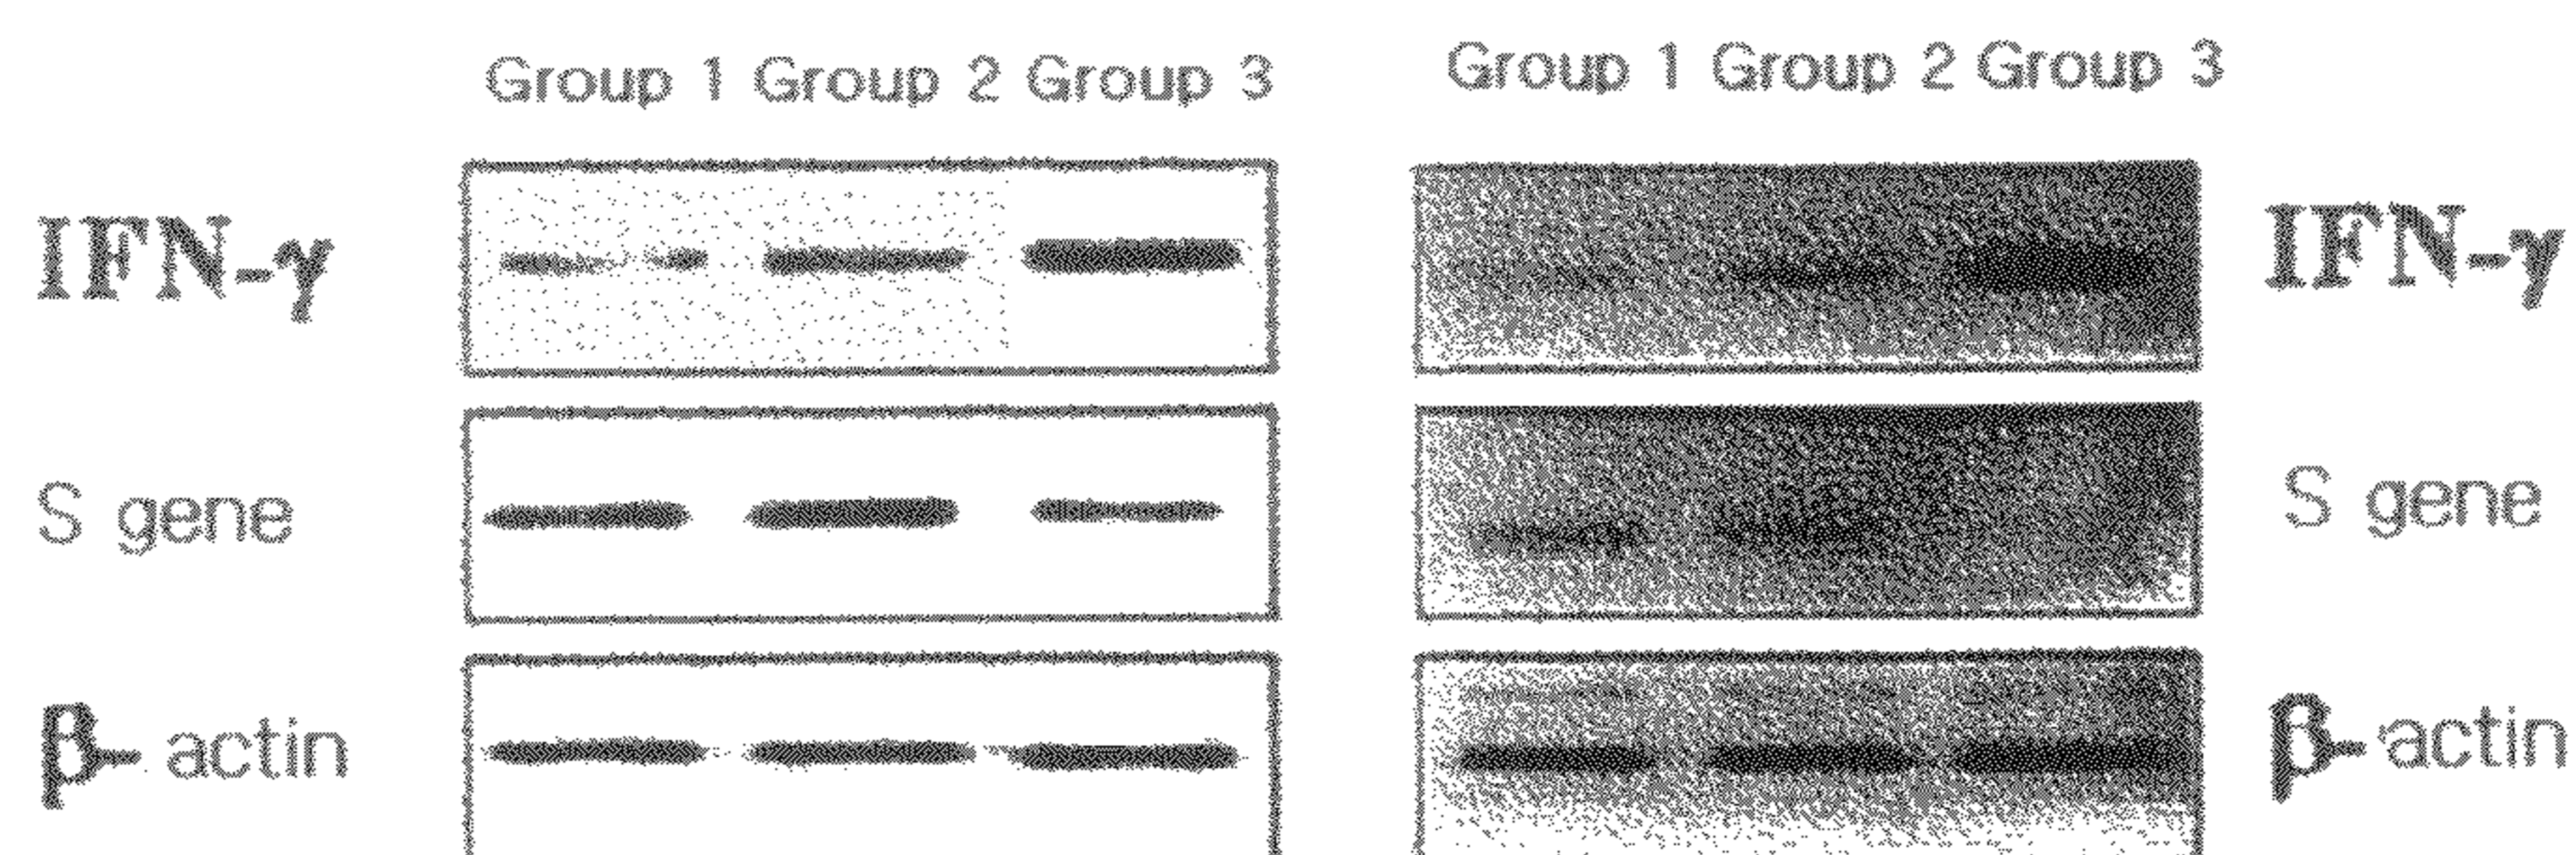 Group 1 Group 2 Group 3 Group 1 Group 2 Group 3
IFN-γ IFN-γ
S gene S gene
β- actin β-actin